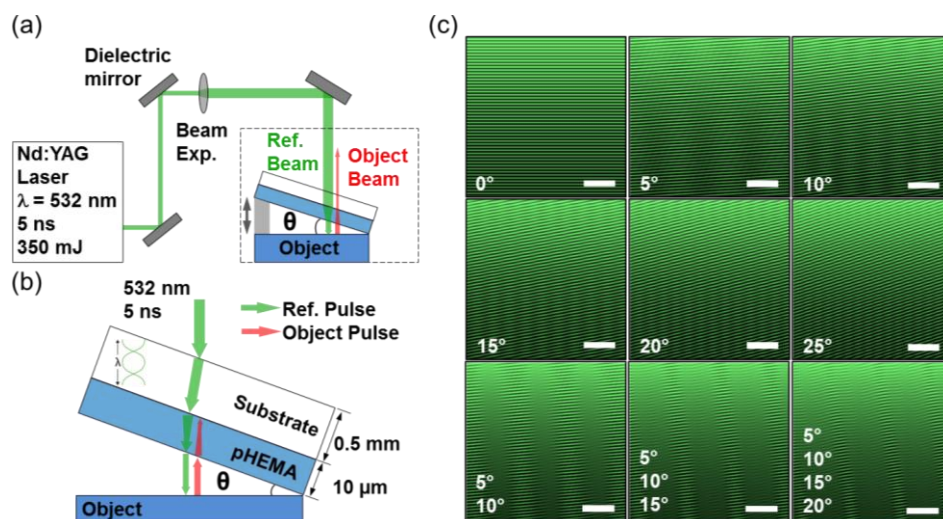 (a)
Dielectric
mirror
Beam
Exp.
Nd:YAG
Laser
λ = 532 nm
5 ns
350 mJ
Ref.
Beam
Object
Beam
θ
Object
(b)
532 nm
5 ns
Ref. Pulse
Object Pulse
λ
Substrate
0.5 mm
pHEMA
10 μm
θ
Object
(c)
0°
5°
10°
15°
20°
25°
5°
10°
5°
10°
15°
5°
10°
15°
20°